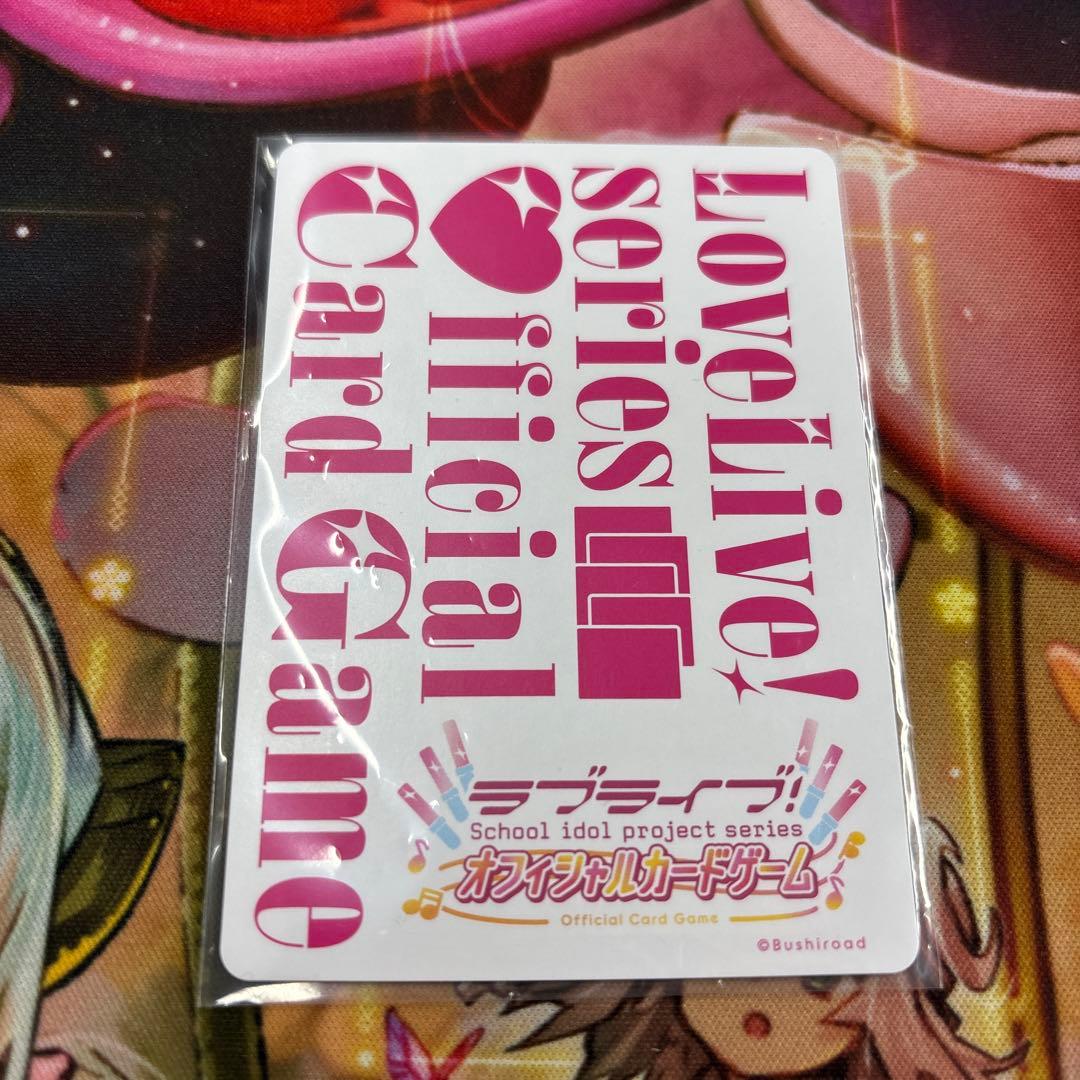 LoveLive!
series
♥fficial
Card Game
ラブライブ!
School idol project series
オフィシャルカードゲーム
Official Card Game
©Bushiroad